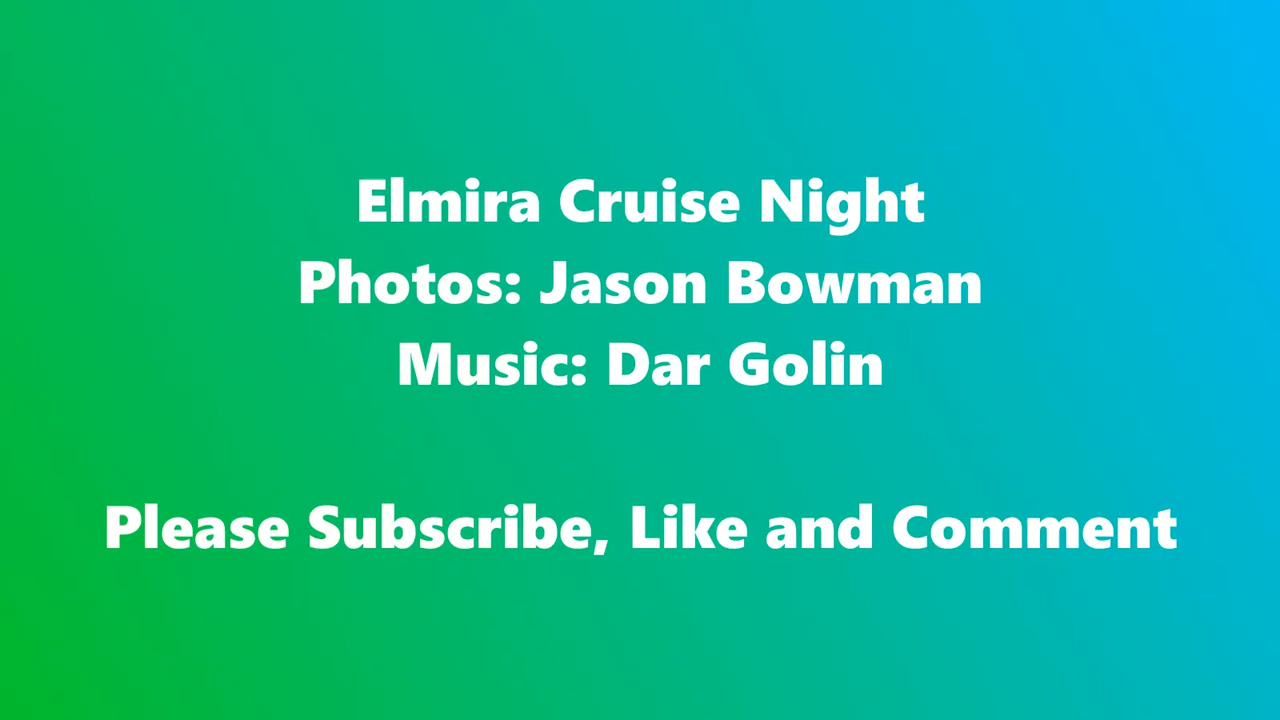 Elmira Cruise Night
Photos: Jason Bowman
Music: Dar Golin
Please Subscribe, Like and Comment